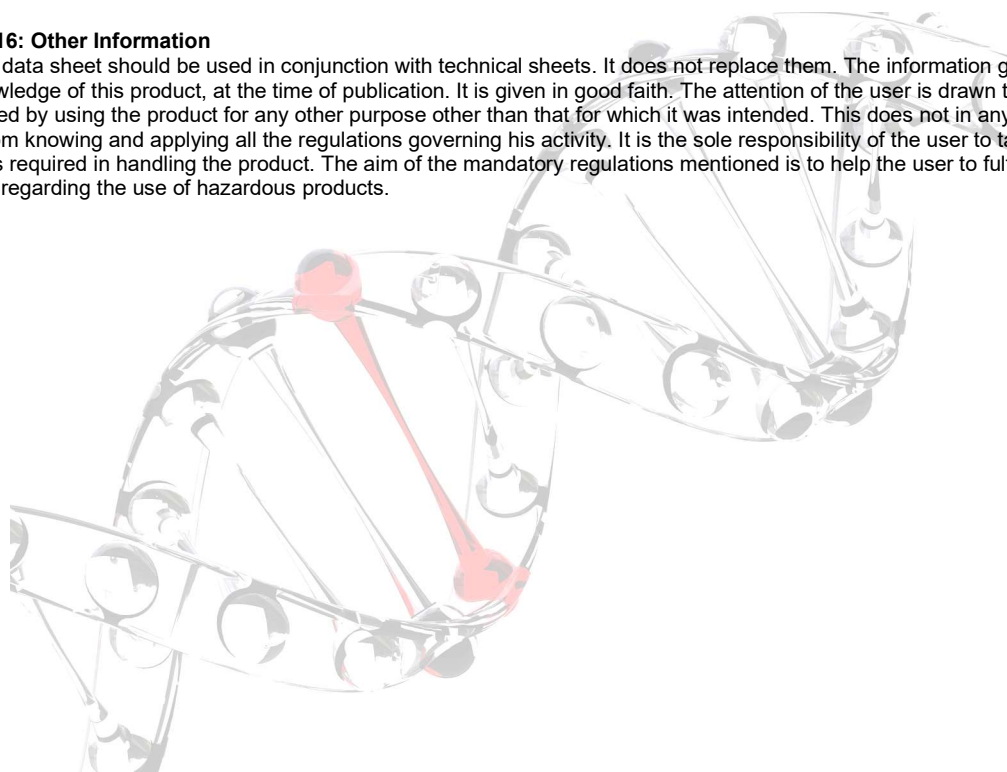 16: Other Information
data sheet should be used in conjunction with technical sheets. It does not replace them. The information g
wledge of this product, at the time of publication. It is given in good faith. The attention of the user is drawn t
ed by using the product for any other purpose other than that for which it was intended. This does not in any
om knowing and applying all the regulations governing his activity. It is the sole responsibility of the user to ta
s required in handling the product. The aim of the mandatory regulations mentioned is to help the user to ful
regarding the use of hazardous products.